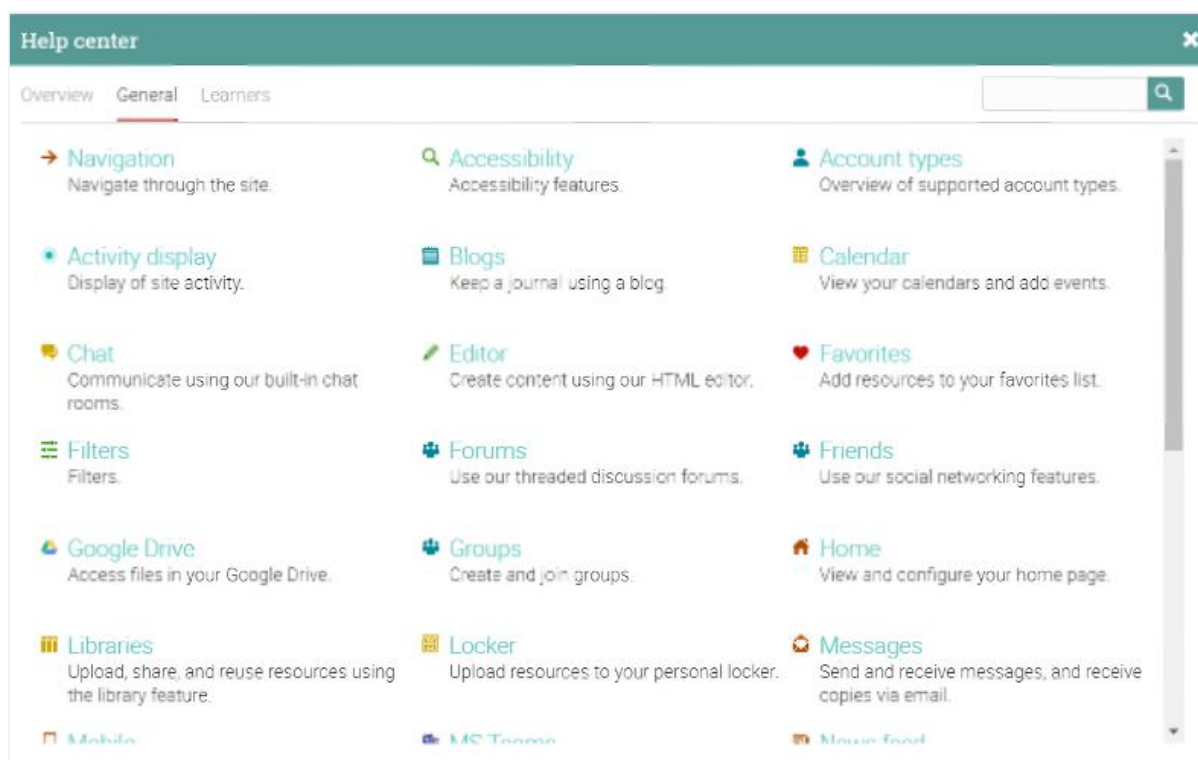 Help center
Overview General Learners
Navigation
Navigate through the site.
Accessibility
Accessibility features.
Account types
Overview of supported account types.
Activity display
Display of site activity.
Blogs
Keep a journal using a blog.
Calendar
View your calendars and add events.
Chat
Communicate using our built-in chat
rooms.
Editor
Create content using our HTML editor.
Favorites
Add resources to your favorites list.
Filters
Filters.
Forums
Use our threaded discussion forums.
Friends
Use our social networking features.
Google Drive
Access files in your Google Drive.
Groups
Create and join groups.
Home
View and configure your home page.
Libraries
Upload, share, and reuse resources using
the library feature.
Locker
Upload resources to your personal locker.
Messages
Send and receive messages, and receive
copies via email.
Mobile
MS Teams
News feed